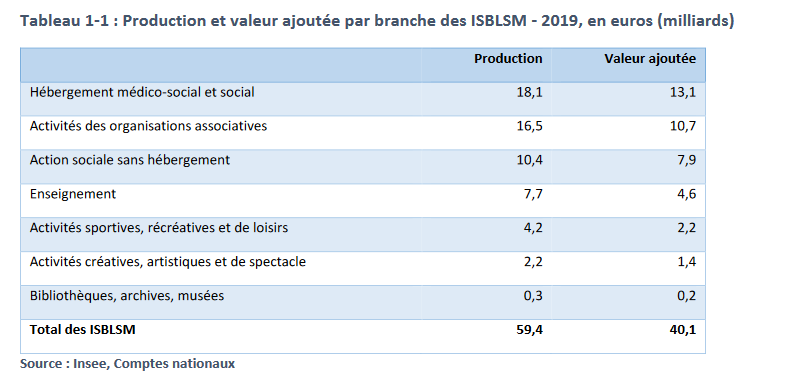 Tableau 1-1 : Production et valeur ajoutée par branche des ISBLSM - 2019, en euros (milliards)
Production Valeur ajoutée
Hébergement médico-social et social 18,1 13,1
Activités des organisations associatives 16,5 10,7
Action sociale sans hébergement 10,4 7,9
Enseignement 7,7 4,6
Activités sportives, récréatives et de loisirs 4,2 2,2
Activités créatives, artistiques et de spectacle 2,2 1,4
Bibliothèques, archives, musées 0,3 0,2
Total des ISBLSM 59,4 40,1
Source : Insee, Comptes nationaux